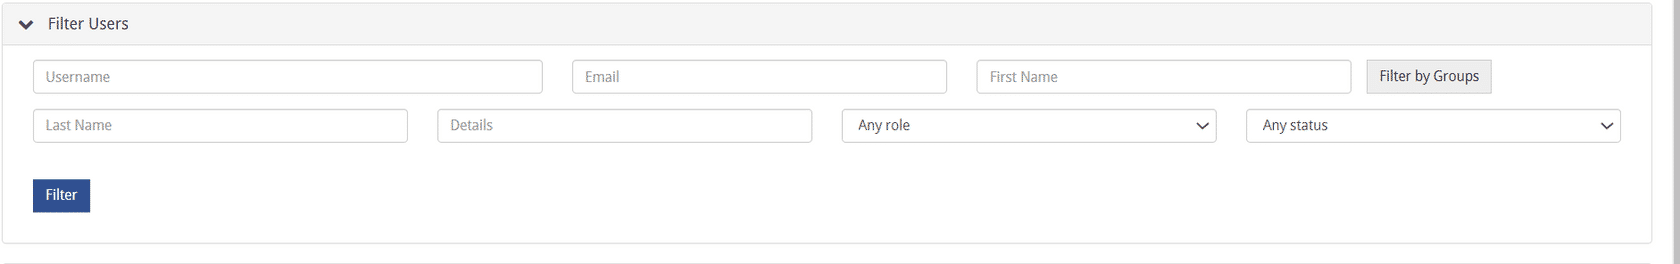 Filter Users
Username Email First Name Filter by Groups
Last Name Details Any role Any status
Filter